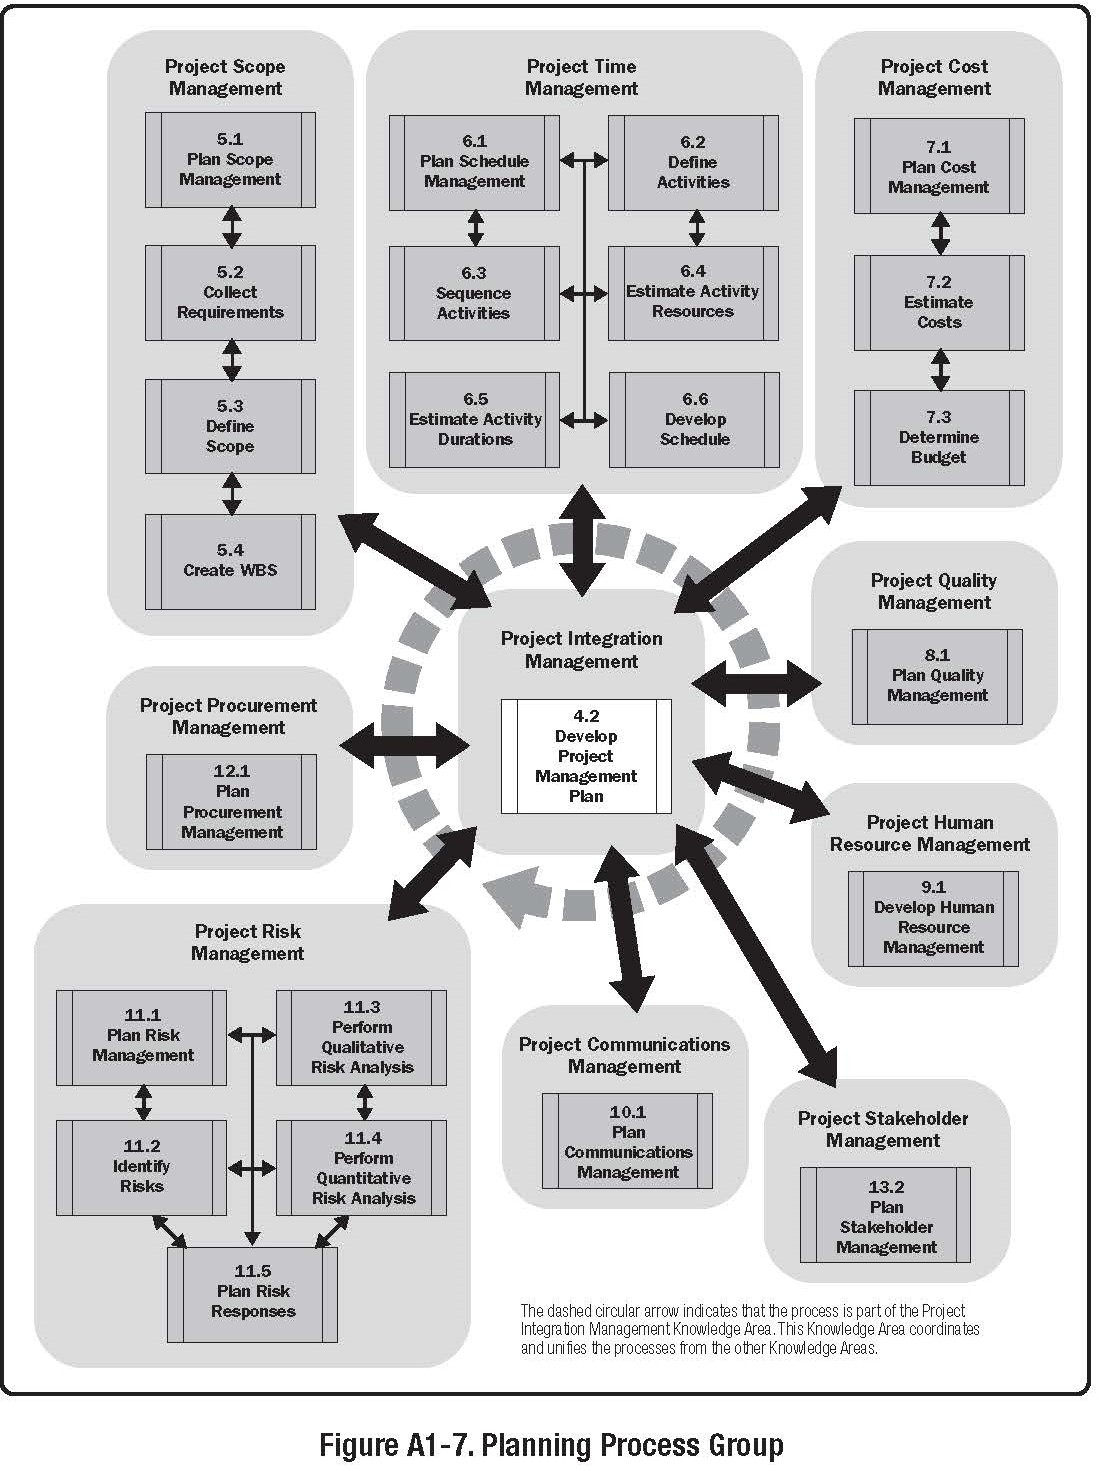 Project Scope
Management
5.1
Plan Scope
Management
5.2
Collect
Requirements
5.3
Define
Scope
5.4
Create WBS
Project Time
Management
6.1
Plan Schedule
Management
6.2
Define
Activities
6.3
Sequence
Activities
6.4
Estimate Activity
Resources
6.5
Estimate Activity
Durations
6.6
Develop
Schedule
Project Cost
Management
7.1
Plan Cost
Management
7.2
Estimate
Costs
7.3
Determine
Budget
Project Quality
Management
8.1
Plan Quality
Management
Project Integration
Management
4.2
Develop
Project
Management
Plan
Project Procurement
Management
12.1
Plan
Procurement
Management
Project Human
Resource Management
9.1
Develop Human
Resource
Management
Project Risk
Management
11.1
Plan Risk
Management
11.3
Perform
Qualitative
Risk Analysis
11.2
Identify
Risks
11.4
Perform
Quantitative
Risk Analysis
11.5
Plan Risk
Responses
Project Communications
Management
10.1
Plan
Communications
Management
Project Stakeholder
Management
13.2
Plan
Stakeholder
Management
The dashed circular arrow indicates that the process is part of the Project
Integration Management Knowledge Area. This Knowledge Area coordinates
and unifies the processes from the other Knowledge Areas.
Figure A1-7. Planning Process Group